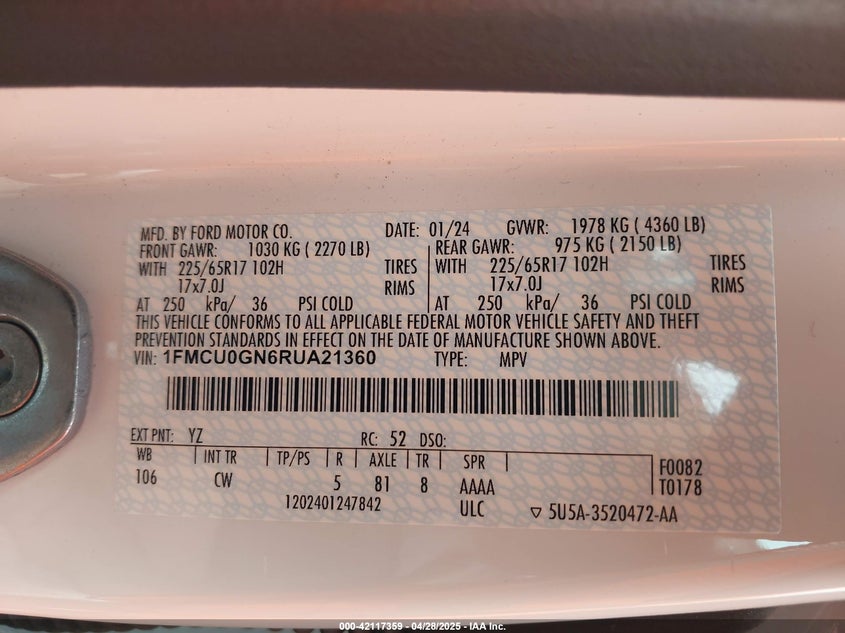 MFD. BY FORD MOTOR CO. DATE: 01/24 GVWR: 1978 KG ( 4360 LB)
FRONT GAWR: 1030 KG ( 2270 LB) REAR GAWR: 975 KG ( 2150 LB)
WITH 225/65R17 102H TIRES WITH 225/65R17 102H TIRES
17x7.0J RIMS 17x7.0J RIMS
AT 250 kPa/ 36 PSI COLD AT 250 kPa/ 36 PSI COLD
THIS VEHICLE CONFORMS TO ALL APPLICABLE FEDERAL MOTOR VEHICLE SAFETY AND THEFT
PREVENTION STANDARDS IN EFFECT ON THE DATE OF MANUFACTURE SHOWN ABOVE.
VIN: 1FMCU0GN6RUA21360 TYPE: MPV
EXT PNT: YZ RC: 52 DSO:
WB INT TR TP/PS R AXLE TR SPR F0082
106 CW 5 81 8 AAAA T0178
1202401247842 ULC ▽ 5U5A-3520472-AA
000-42117359 - 04/28/2025 - IAA Inc.